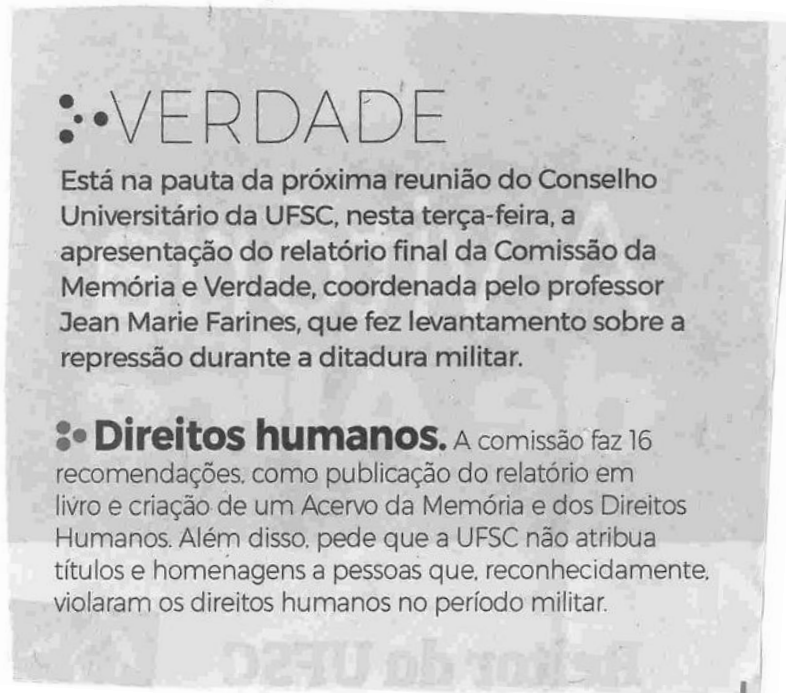 VERDADE
Está na pauta da próxima reunião do Conselho
Universitário da UFSC, nesta terça-feira, a
apresentação do relatório final da Comissão da
Memória e Verdade, coordenada pelo professor
Jean Marie Farines, que fez levantamento sobre a
repressão durante a ditadura militar.
Direitos humanos. A comissão faz 16
recomendações, como publicação do relatório em
livro e criação de um Acervo da Memória e dos Direitos
Humanos. Além disso, pede que a UFSC não atribua
títulos e homenagens a pessoas que, reconhecidamente,
violaram os direitos humanos no período militar.